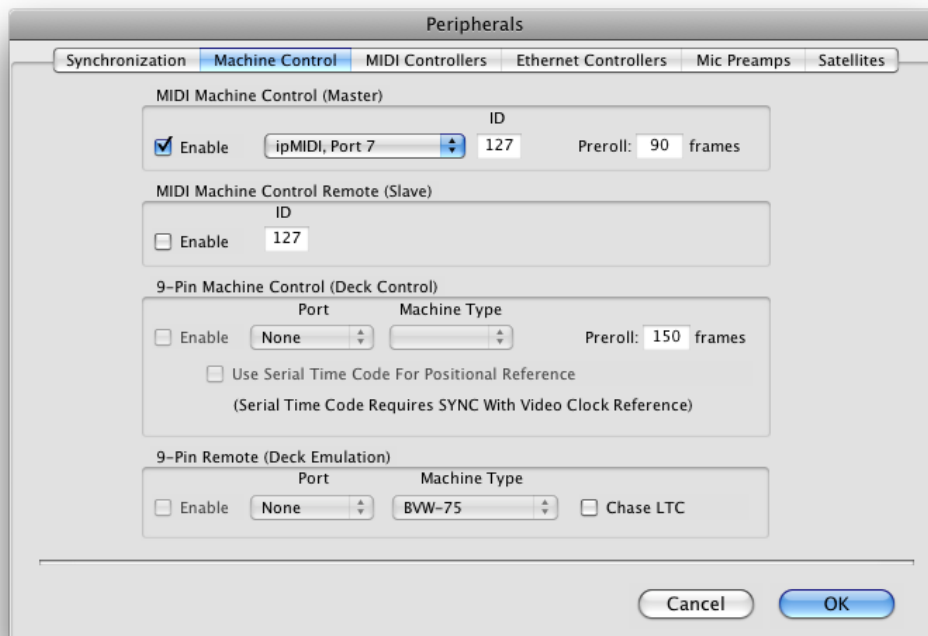 Peripherals
Synchronization Machine Control MIDI Controllers Ethernet Controllers Mic Preamps Satellites
MIDI Machine Control (Master)
ID
Enable ipMIDI, Port 7 127 Preroll: 90 frames
MIDI Machine Control Remote (Slave)
ID
Enable 127
9-Pin Machine Control (Deck Control)
Port Machine Type
Enable None Preroll: 150 frames
Use Serial Time Code For Positional Reference
(Serial Time Code Requires SYNC With Video Clock Reference)
9-Pin Remote (Deck Emulation)
Port Machine Type
Enable None BVW-75 Chase LTC
Cancel OK